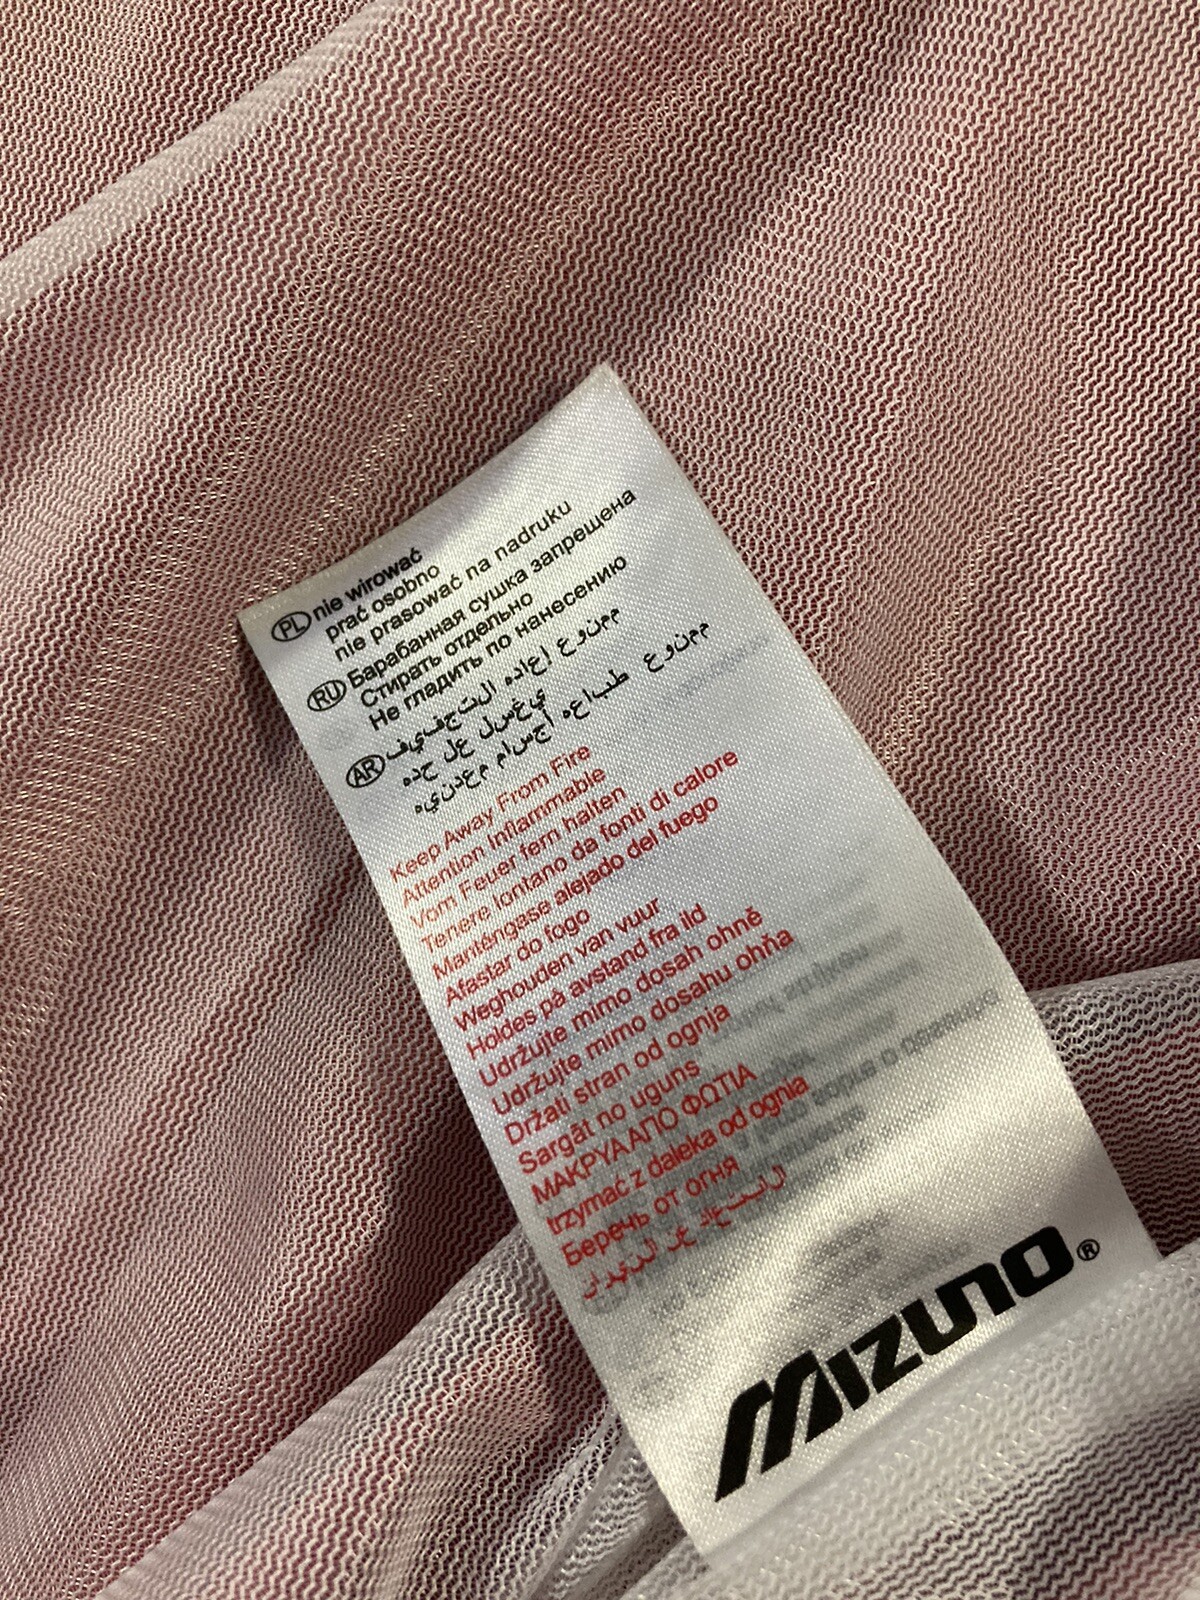 PL nie wirować
prać osobno
nie prasować na nadruku
RU Барабанная сушка запрещена
Стирать отдельно
Не гладить по нанесению
AR
Keep Away From Fire
Attention Inflammable
Vom Feuer fern halten
Tenere lontano da fonti di calore
Manténgase alejado del fuego
Afastar do fogo
Weghouden van vuur
Holdes på avstand fra ild
Udržujte mimo dosah ohně
Udržujte mimo dosahu ohňa
Držati stran od ognja
Sargāt no uguns
ΜΑΚΡΥΑ ΑΠΟ ΦΩΤΙΑ
trzymać z daleka od ognia
Беречь от огня
MIZUNO®